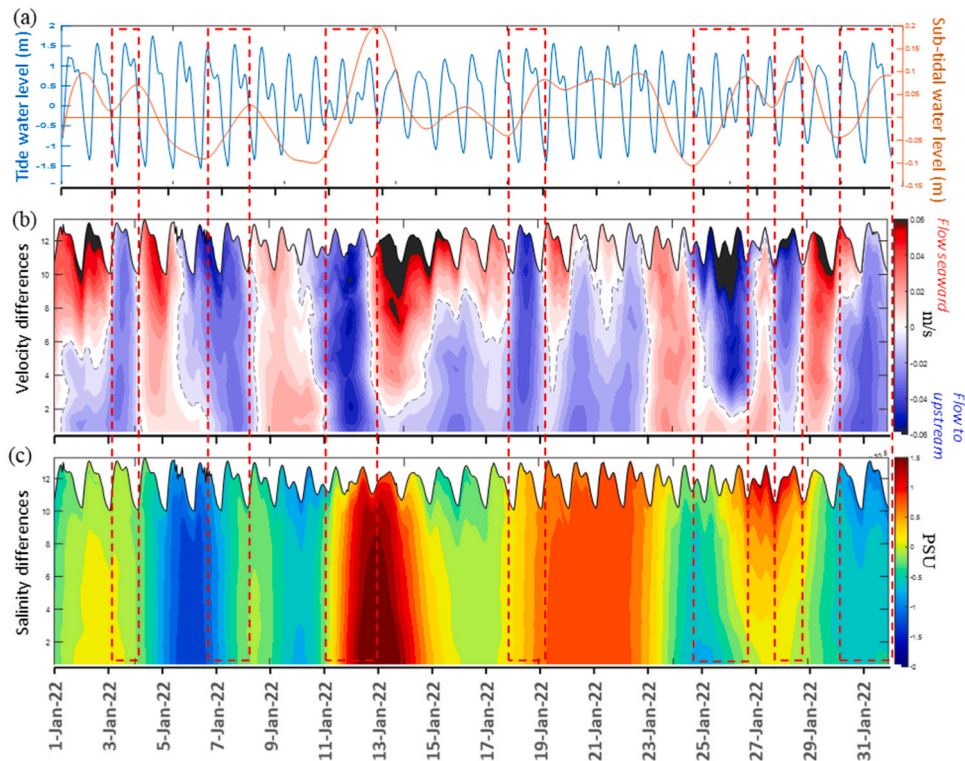 (a)
Tide water level (m)
2
1.5
1
0.5
0
-0.5
-1
-1.5
0.2
0.15
0.1
0.05
0
-0.05
-0.1
-0.15
Sub-tidal water level (m)
(b)
Velocity differences
12
10
8
6
4
2
0.06
0.04
0.02
0
-0.02
-0.04
-0.06
m/s
Flow seaward
Flow to
upstream
(c)
Salinity differences
12
10
8
6
4
2
1.5
1
0.5
0
-0.5
-1
-1.5
-2
PSU
1-Jan-22
3-Jan-22
5-Jan-22
7-Jan-22
9-Jan-22
11-Jan-22
13-Jan-22
15-Jan-22
17-Jan-22
19-Jan-22
21-Jan-22
23-Jan-22
25-Jan-22
27-Jan-22
29-Jan-22
31-Jan-22